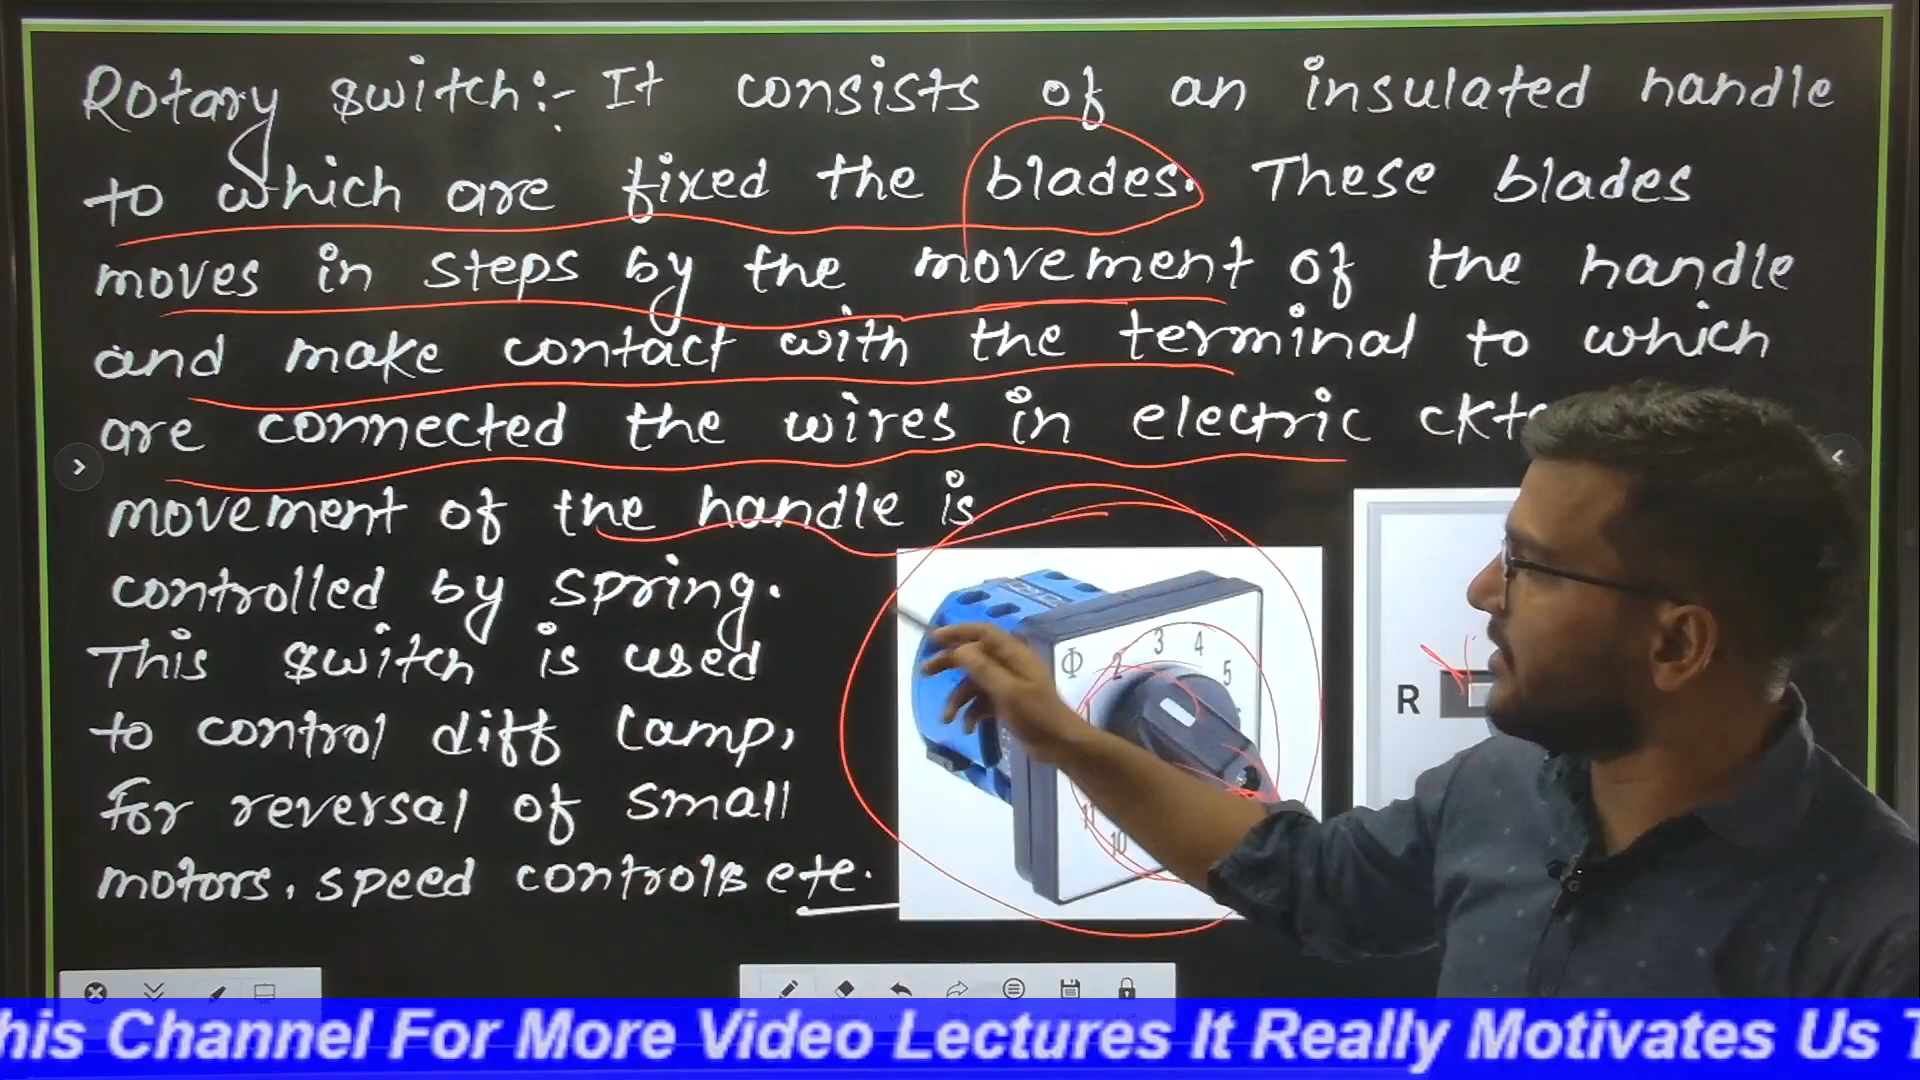 Rotary switch:- It consists of an insulated handle
to which are fixed the blades. These blades
moves in steps by the movement of the handle
and make contact with the terminal to which
are connected the wires in electric
movement of the handle is
controlled by spring.
This switch is used
to control diff lamp,
for reversal of small
motors, speed controls etc.
Φ 2 3 4 5
11 10
R
his Channel For More Video Lectures It Really Motivates Us T